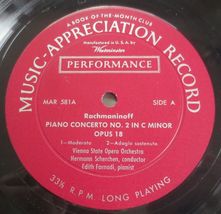 A BOOK-OF-THE-MONTH-CLUB
MUSIC-APPRECIATION RECORD
manufactured in U.S.A. by
Westminster
PERFORMANCE
MAR 581A
SIDE A
Rachmaninoff
PIANO CONCERTO NO. 2 IN C MINOR
OPUS 18
1—Moderato 2—Adagio sostenuto
Vienna State Opera Orchestra
Hermann Scherchen, conductor
Edith Farnadi, pianist
33⅓ R.P.M. LONG PLAYING